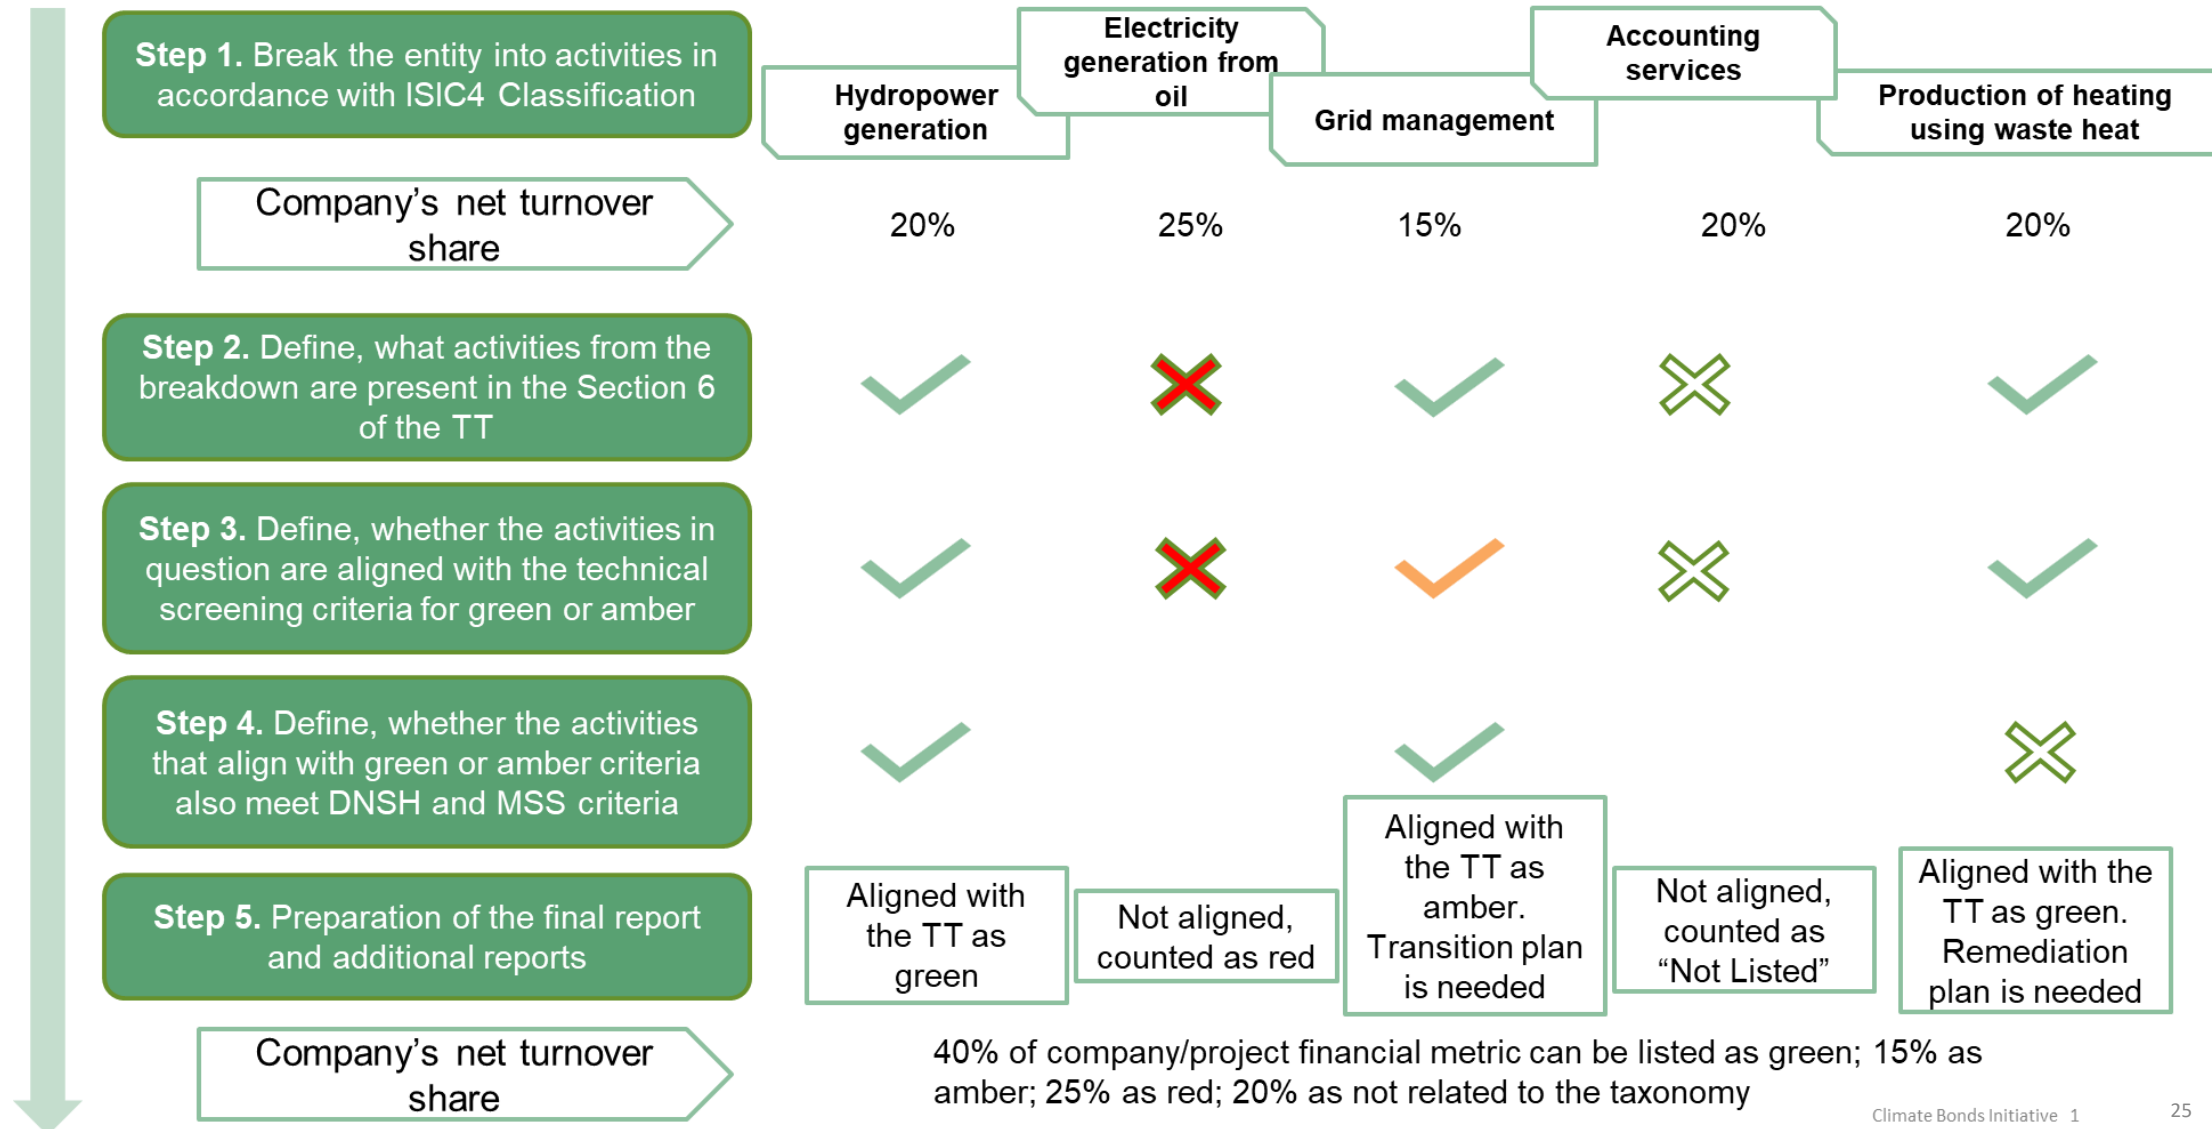 Step 1. Break the entity into activities in
accordance with ISIC4 Classification
Hydropower
generation
Electricity
generation from
oil
Grid management
Accounting
services
Production of heating
using waste heat
Company's net turnover
share
20%
25%
15%
20%
20%
Step 2. Define, what activities from the
breakdown are present in the Section 6
of the TT
Step 3. Define, whether the activities in
question are aligned with the technical
screening criteria for green or amber
Step 4. Define, whether the activities
that align with green or amber criteria
also meet DNSH and MSS criteria
Step 5. Preparation of the final report
and additional reports
Aligned with
the TT as
green
Not aligned,
counted as red
Aligned with
the TT as
amber.
Transition plan
is needed
Not aligned,
counted as
“Not Listed”
Aligned with the
TT as green.
Remediation
plan is needed
Company's net turnover
share
40% of company/project financial metric can be listed as green; 15% as
amber; 25% as red; 20% as not related to the taxonomy
Climate Bonds Initiative 1
25